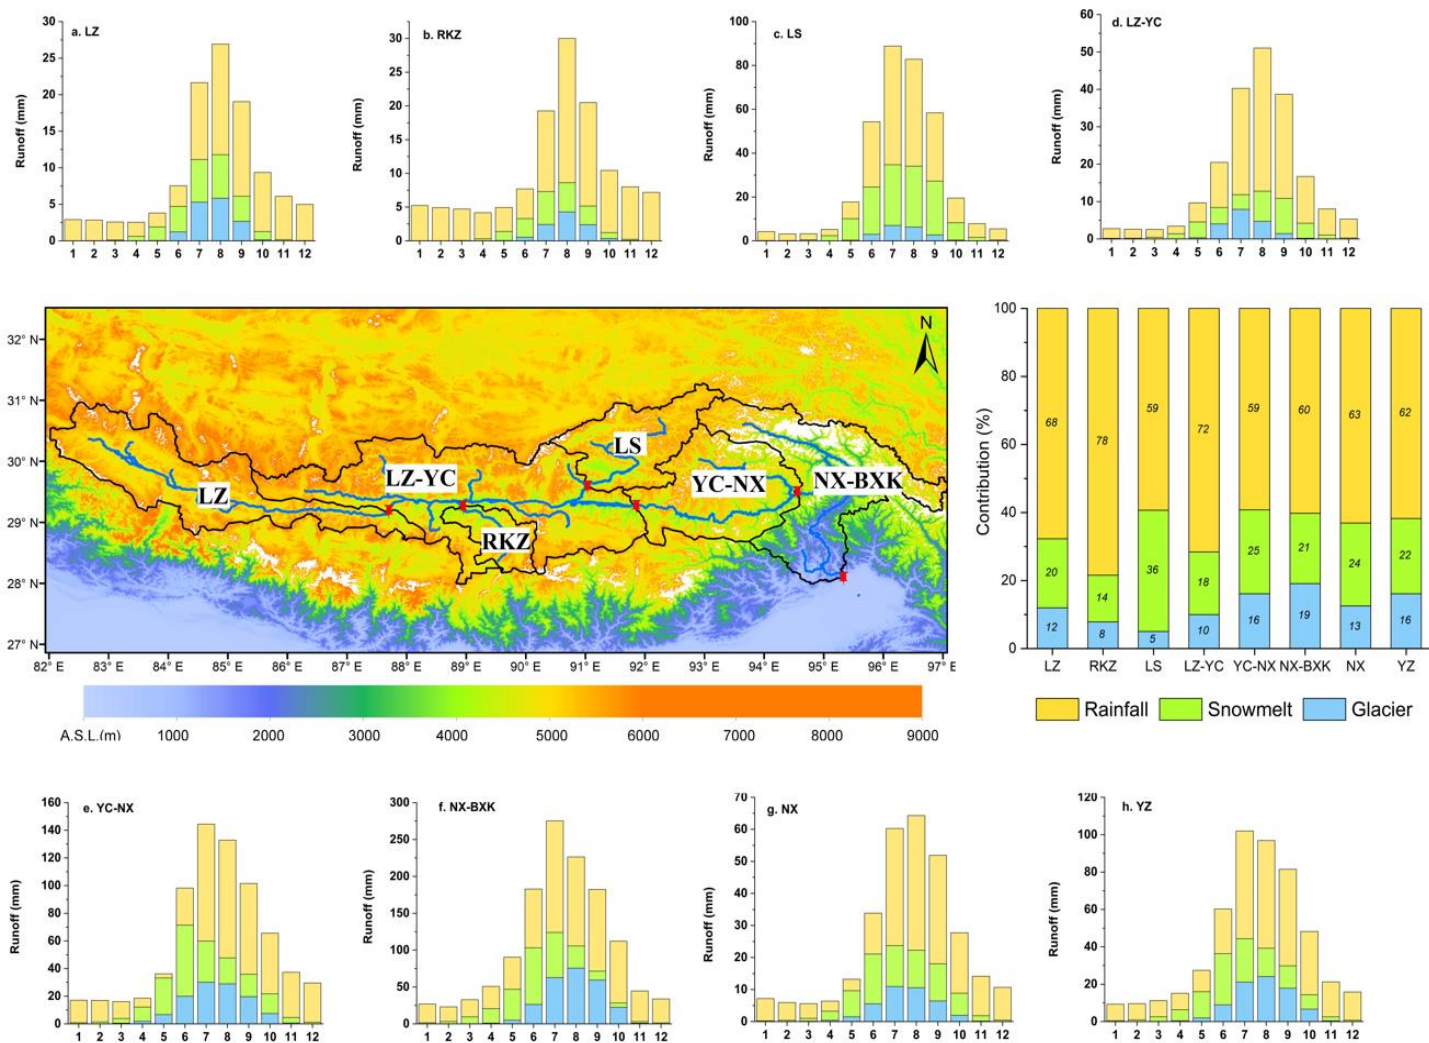 a. LZ
Runoff (mm)
30
25
20
15
10
5
0
1 2 3 4 5 6 7 8 9 10 11 12
b. RKZ
Runoff (mm)
30
25
20
15
10
5
0
1 2 3 4 5 6 7 8 9 10 11 12
c. LS
Runoff (mm)
100
80
60
40
20
0
1 2 3 4 5 6 7 8 9 10 11 12
d. LZ-YC
Runoff (mm)
60
50
40
30
20
10
0
1 2 3 4 5 6 7 8 9 10 11 12
32° N
31° N
30° N
29° N
28° N
27° N
N
LS
LZ-YC
YC-NX
NX-BXK
LZ
RKZ
82° E 83° E 84° E 85° E 86° E 87° E 88° E 89° E 90° E 91° E 92° E 93° E 94° E 95° E 96° E 97° E
A.S.L.(m) 1000 2000 3000 4000 5000 6000 7000 8000 9000
Contribution (%)
100
80
60
40
20
0
68 78 59 72 59 60 63 62
20 14 36 18 25 21 24 22
12 8 5 10 16 19 13 16
LZ RKZ LS LZ-YC YC-NX NX-BXK NX YZ
Rainfall Snowmelt Glacier
e. YC-NX
Runoff (mm)
160
140
120
100
80
60
40
20
0
1 2 3 4 5 6 7 8 9 10 11 12
f. NX-BXK
Runoff (mm)
300
250
200
150
100
50
0
1 2 3 4 5 6 7 8 9 10 11 12
g. NX
Runoff (mm)
70
60
50
40
30
20
10
0
1 2 3 4 5 6 7 8 9 10 11 12
h. YZ
Runoff (mm)
120
100
80
60
40
20
0
1 2 3 4 5 6 7 8 9 10 11 12